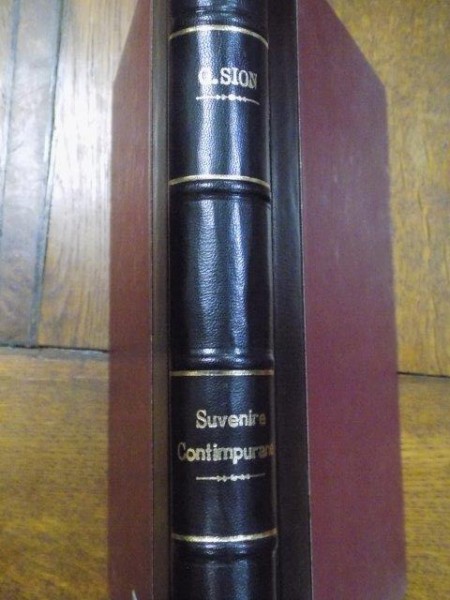 G. SION
Suvenire
Contimpurane